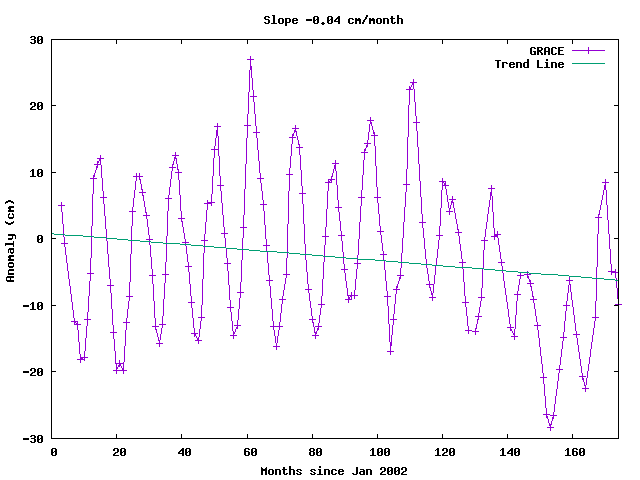 Slope -0.04 cm/month
GRACE
Trend Line
Anomaly (cm)
30
20
10
0
-10
-20
-30
0 20 40 60 80 100 120 140 160
Months since Jan 2002